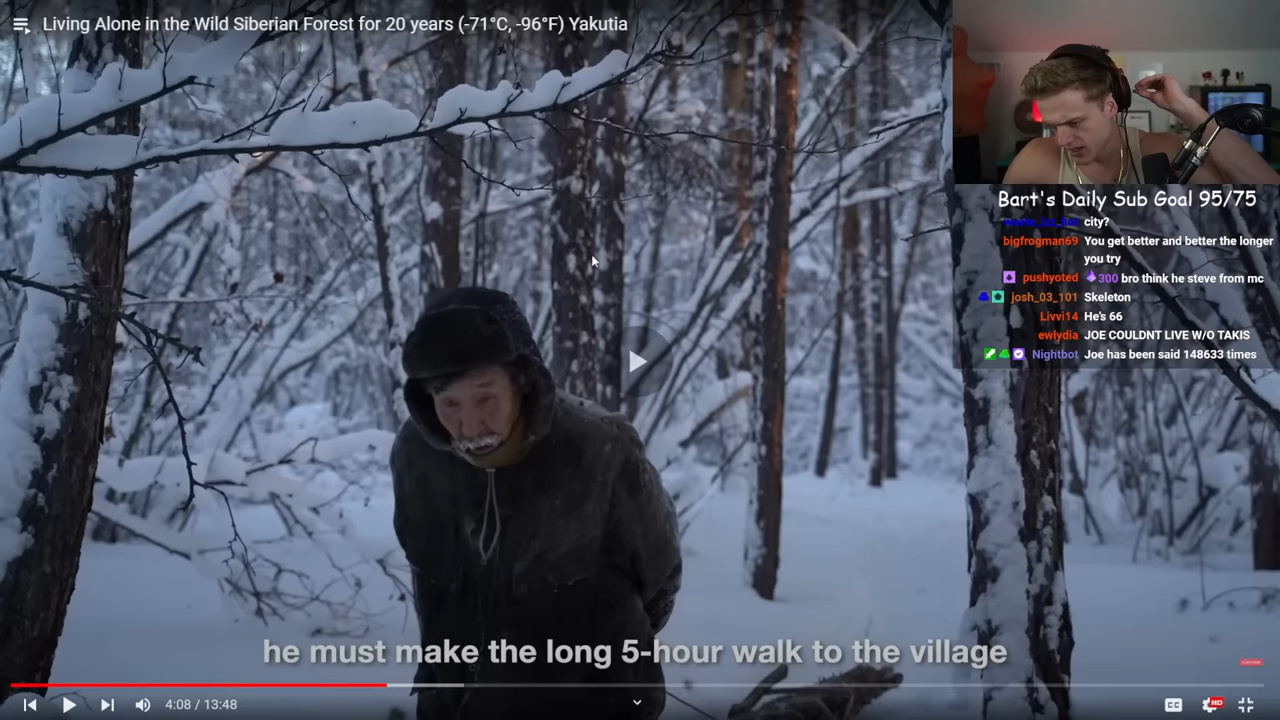 Living Alone in the Wild Siberian Forest for 20 years (-71°C, -96°F) Yakutia
Bart's Daily Sub Goal 95/75
city?
bigfrogman69 You get better and better the longer
you try
pushyoted 300 bro think he steve from mc
josh_03_101 Skeleton
Livvi14 He's 66
ewlydia JOE COULDNT LIVE W/O TAKIS
Nightbot Joe has been said 148633 times
he must make the long 5-hour walk to the village
4:08 / 13:48
CC
HD